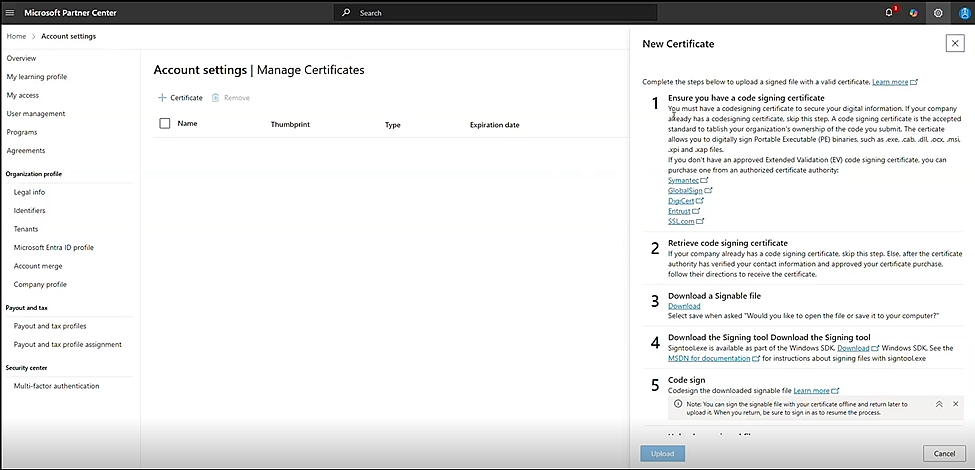 Microsoft Partner Center
Search
3
Home > Account settings
Overview
My learning profile
My access
User management
Programs
Agreements
Organization profile
Legal info
Identifiers
Tenants
Microsoft Entra ID profile
Account merge
Company profile
Payout and tax
Payout and tax profiles
Payout and tax profile assignment
Security center
Multi-factor authentication
Account settings | Manage Certificates
+ Certificate Remove
Name Thumbprint Type Expiration date
New Certificate
Complete the steps below to upload a signed file with a valid certificate. Learn more
1 Ensure you have a code signing certificate
You must have a codesigning certificate to secure your digital information. If your company
already has a codesigning certificate, skip this step. A code signing certificate is the accepted
standard to tablish your organization's ownership of the code you submit. The certicate
allows you to digitally sign Portable Executable (PE) binaries, such as .exe, .cab, .dll, .ocx, .msi,
.xpi and .xap files.
If you don't have an approved Extended Validation (EV) code signing certificate, you can
purchase one from an authorized certificate authority:
Symantec
GlobalSign
DigiCert
Entrust
SSL.com
2 Retrieve code signing certificate
If your company already has a code signing certificate, skip this step. Else, after the certificate
authority has verified your contact information and approved your certificate purchase,
follow their directions to receive the certificate.
3 Download a Signable file
Download
Select save when asked "Would you like to open the file or save it to your computer?"
4 Download the Signing tool Download the Signing tool
Signtool.exe is available as part of the Windows SDK, Download Windows SDK. See the
MSDN for documentation for instructions about signing files with signtool.exe
5 Code sign
Codesign the downloaded signable file Learn more
Note: You can sign the signable file with your certificate offline and return later to
upload it. When you return, be sure to sign in as to resume the process.
Upload
Cancel